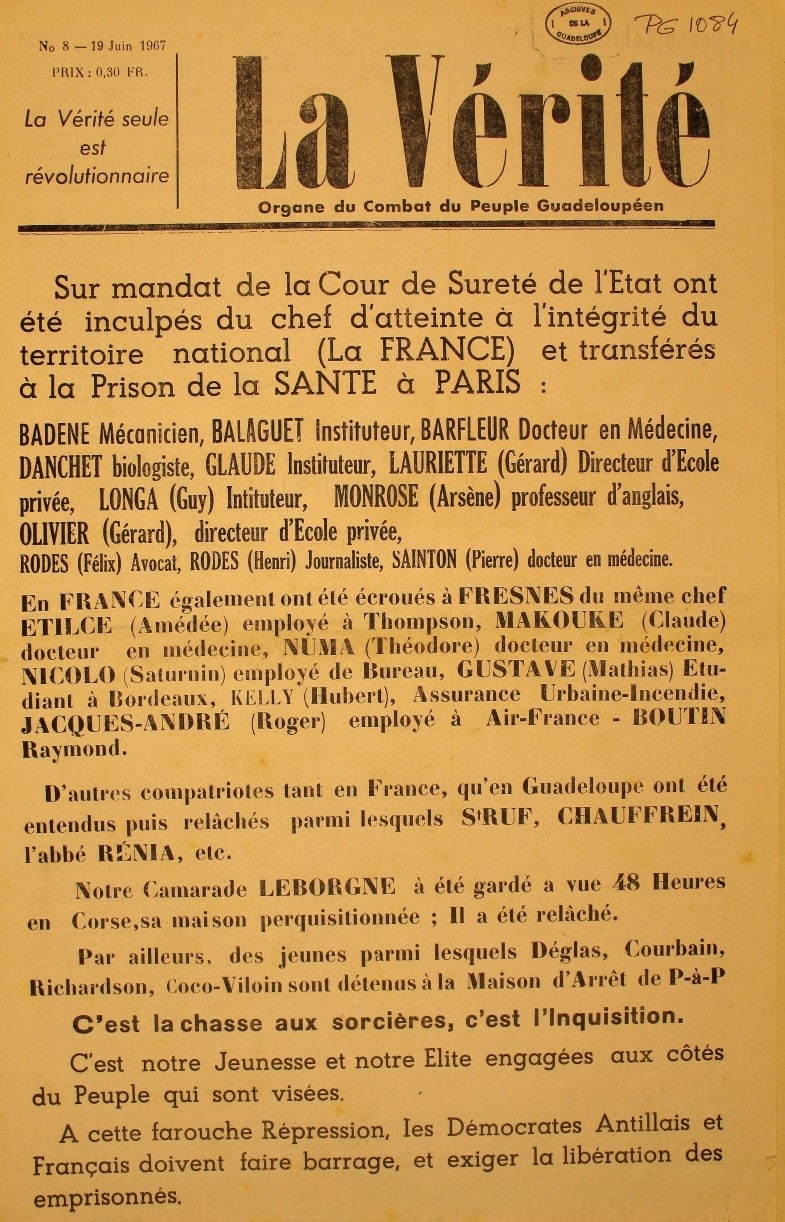 ARCHIVES
DE LA
GUADELOUPE
PG 1084
No 8 – 19 Juin 1967
PRIX : 0,30 FR.
La Vérité seule
est
révolutionnaire
La Vérité
Organe du Combat du Peuple Guadeloupéen
Sur mandat de la Cour de Sureté de l'Etat ont
été inculpés du chef d'atteinte à l'intégrité du
territoire national (La FRANCE) et transférés
à la Prison de la SANTE à PARIS :
BADENE Mécanicien, BALAGUET Instituteur, BARFLEUR Docteur en Médecine,
DANCHET biologiste, GLAUDE Instituteur, LAURIETTE (Gérard) Directeur d'Ecole
privée, LONGA (Guy) Intituteur, MONROSE (Arsène) professeur d'anglais,
OLIVIER (Gérard), directeur d'Ecole privée,
RODES (Félix) Avocat, RODES (Henri) Journaliste, SAINTON (Pierre) docteur en médecine.
En FRANCE également ont été écroués à FRESNES du même chef
ETILCE (Amédée) employé à Thompson, MAKOUKE (Claude)
docteur en médecine, NUMA (Théodore) docteur en médecine,
NICOLO (Saturnin) employé de Bureau, GUSTAVE (Mathias) Etu-
diant à Bordeaux, KELLY (Hubert), Assurance Urbaine-Incendie,
JACQUES-ANDRÉ (Roger) employé à Air-France - BOUTIN
Raymond.
D'autres compatriotes tant en France, qu'en Guadeloupe ont été
entendus puis relâchés parmi lesquels StRUF, CHAUFFREIN,
l'abbé RÉNIA, etc.
Notre Camarade LEBORGNE à été gardé a vue 48 Heures
en Corse,sa maison perquisitionnée ; Il a été relâché.
Par ailleurs, des jeunes parmi lesquels Déglas, Courbain,
Richardson, Coco-Viloin sont détenus à la Maison d'Arrêt de P-à-P
C'est la chasse aux sorcières, c'est l'Inquisition.
C'est notre Jeunesse et notre Elite engagées aux côtés
du Peuple qui sont visées.
A cette farouche Répression, les Démocrates Antillais et
Français doivent faire barrage, et exiger la libération des
emprisonnés.